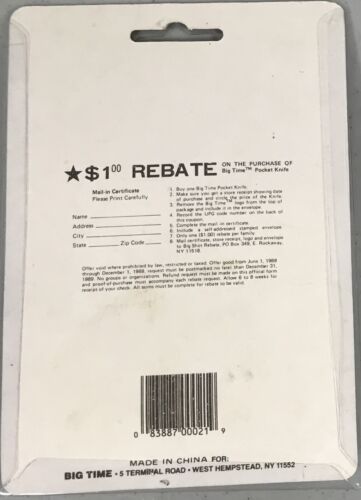 ★$1⁰⁰ REBATE ON THE PURCHASE OF
Big Time™ Pocket Knife
Mail-in Certificate
Please Print Carefully
Name
Address
City
State Zip Code
1. Buy one Big Time Pocket Knife.
2. Make sure you get a store receipt showing date
of purchase and circle the price of the Knife.
3. Remove the Big Time™ logo from the top of
package and include it in the envelope.
4. Record the UPG code number on the back of
this coupon.
5. Complete the mail in certificate.
6. Include a self-addressed stamped envelope.
7. Only one ($1.00) rebate per family.
8. Mail certificate, store receipt, logo and envelope
to Big Shin Rebate, PO Box 349, E. Rockaway,
NY 11518.
Offer void where prohibited by law, restricted or taxed. Offer good from June 1, 1988
through December 1, 1989, request must be postmarked no later than December 31,
1989. No groups or organizations. Refund request must be made on this official form
and proof-of-purchase must accompany each rebate request. Allow 6 to 8 weeks for
receipt of your check. All terms must be complete for rebate to be valid.
0 83887 00021 9
MADE IN CHINA FOR:
BIG TIME • 5 TERMINAL ROAD • WEST HEMPSTEAD, NY 11552